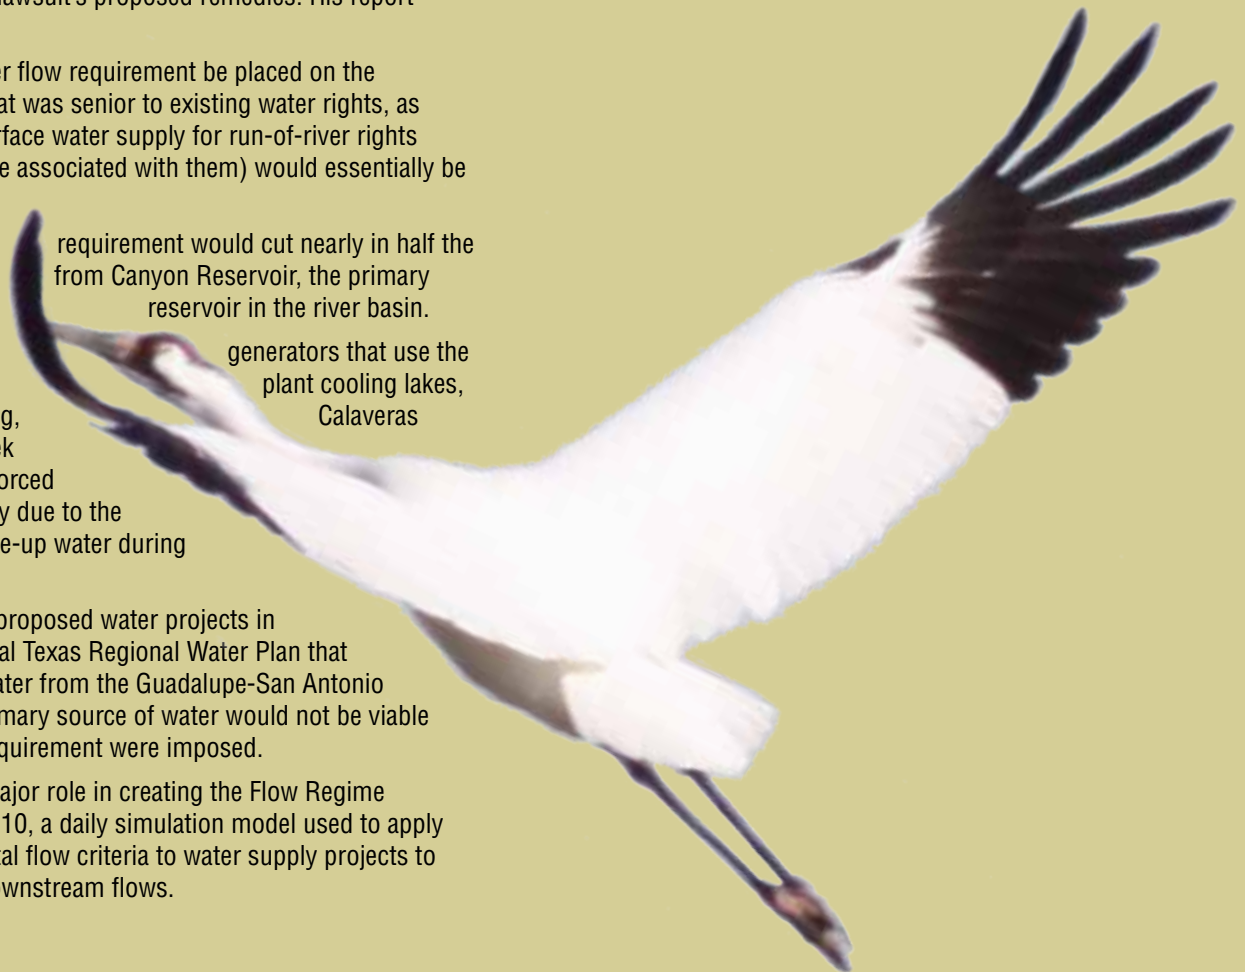 lawsuit's proposed remedies. His report
er flow requirement be placed on the
at was senior to existing water rights, as
rface water supply for run-of-river rights
e associated with them) would essentially be
requirement would cut nearly in half the
from Canyon Reservoir, the primary
reservoir in the river basin.
generators that use the
plant cooling lakes,
g, Calaveras
ek
orced
y due to the
e-up water during
proposed water projects in
al Texas Regional Water Plan that
ater from the Guadalupe-San Antonio
mary source of water would not be viable
quirement were imposed.
ajor role in creating the Flow Regime
10, a daily simulation model used to apply
tal flow criteria to water supply projects to
wnstream flows.